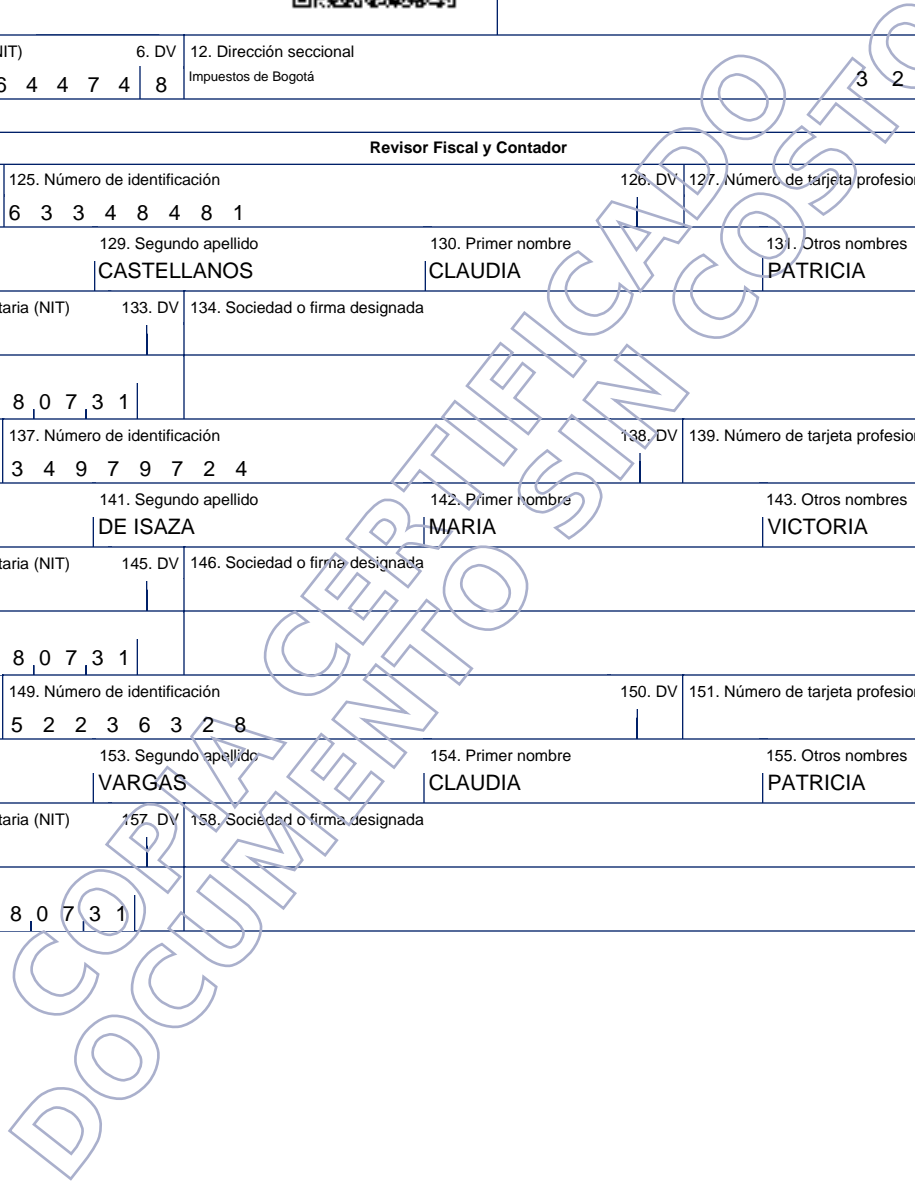 NIT) 6. DV 12. Dirección seccional
6 4 4 7 4 8 Impuestos de Bogotá 3 2
Revisor Fiscal y Contador
125. Número de identificación 126. DV 127. Número de tarjeta profesion
6 3 3 4 8 4 8 1
129. Segundo apellido 130. Primer nombre 131. Otros nombres
CASTELLANOS CLAUDIA PATRICIA
taria (NIT) 133. DV 134. Sociedad o firma designada
8 0 7 3 1
137. Número de identificación 138. DV 139. Número de tarjeta profesion
3 4 9 7 9 7 2 4
141. Segundo apellido 142. Primer nombre 143. Otros nombres
DE ISAZA MARIA VICTORIA
taria (NIT) 145. DV 146. Sociedad o firma designada
8 0 7 3 1
149. Número de identificación 150. DV 151. Número de tarjeta profesion
5 2 2 3 6 3 2 8
153. Segundo apellido 154. Primer nombre 155. Otros nombres
VARGAS CLAUDIA PATRICIA
taria (NIT) 157. DV 158. Sociedad o firma designada
8 0 7 3 1
COPIA CERTIFICADO
DOCUMENTO SIN COSTO